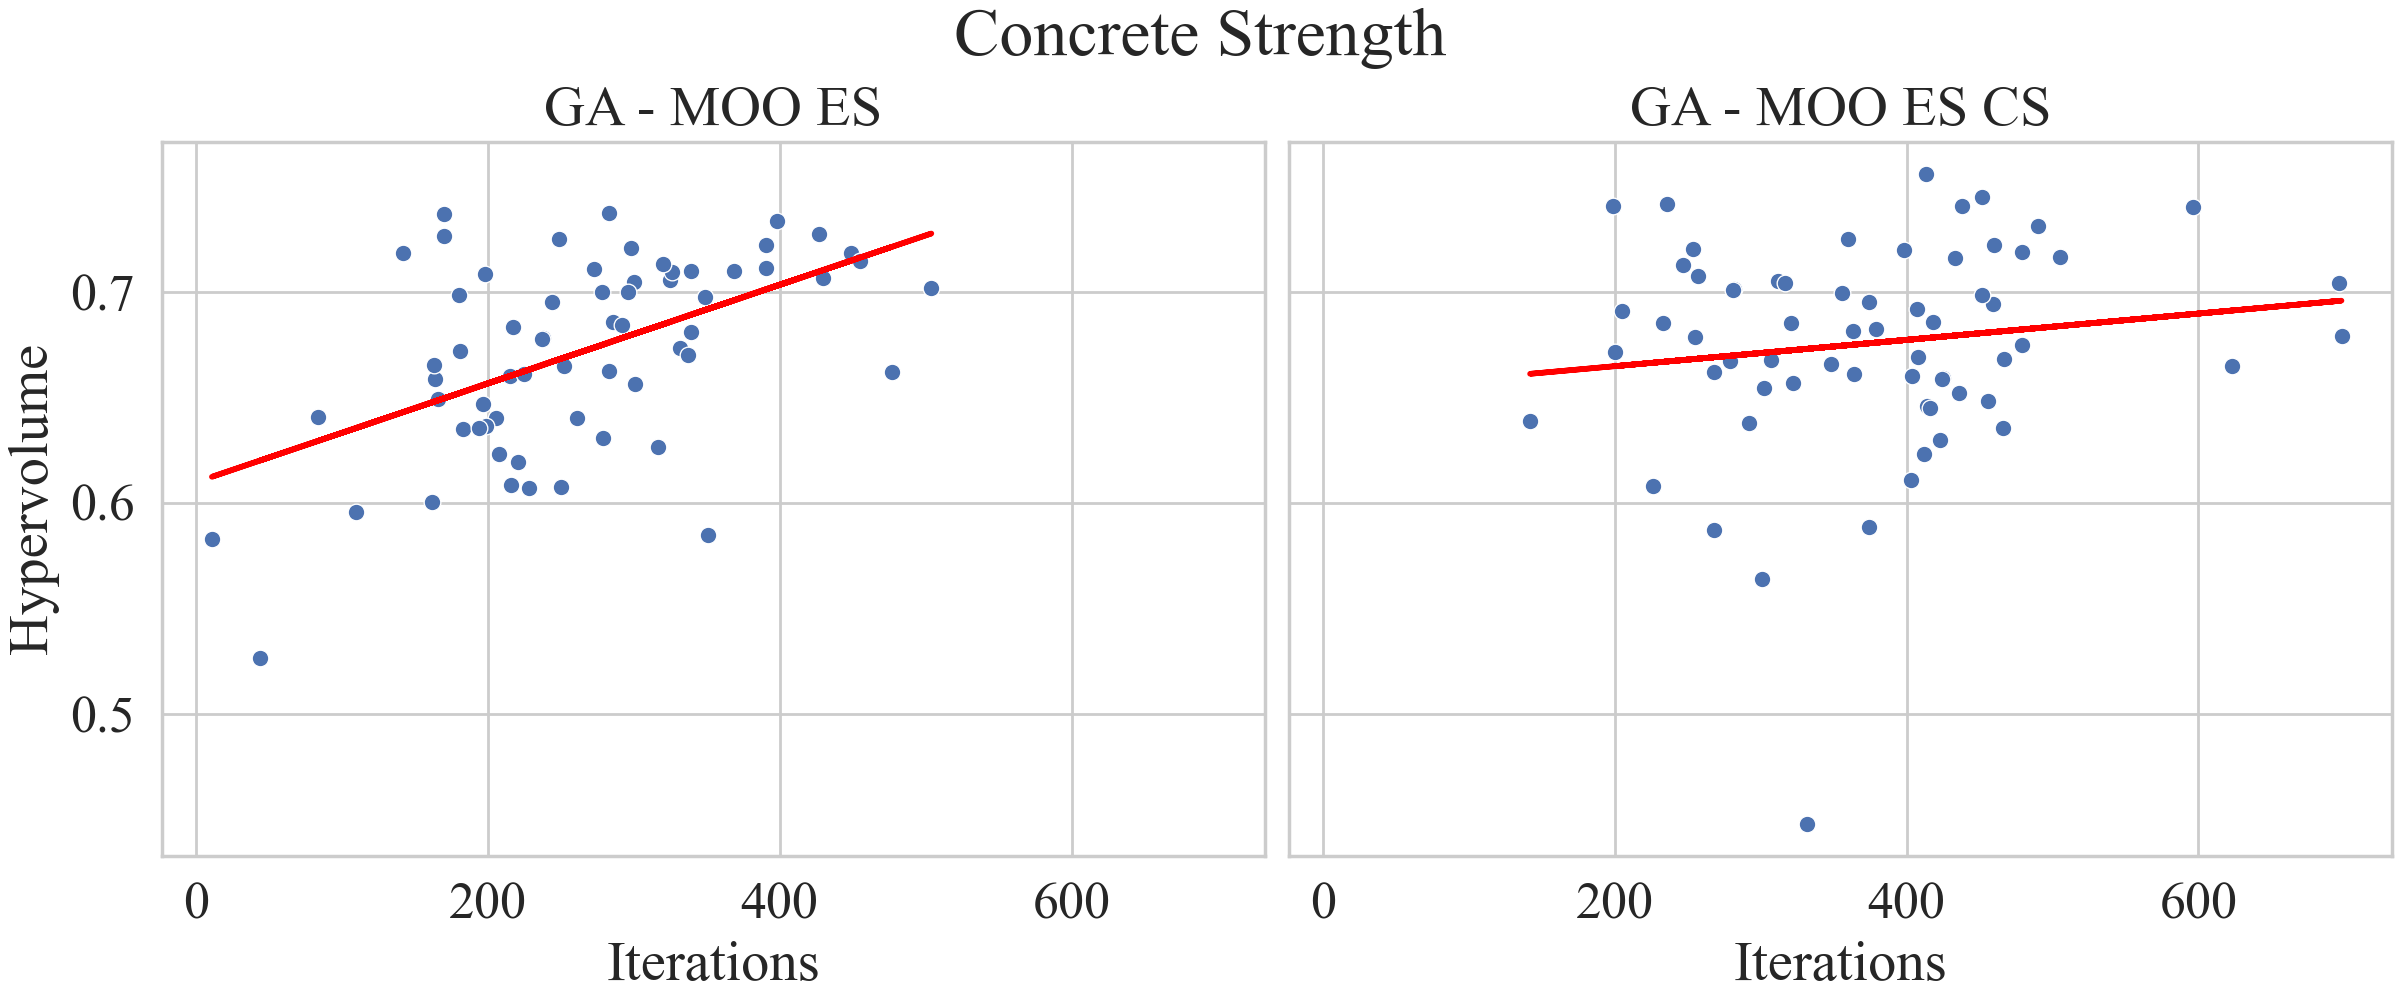 Concrete Strength
GA - MOO ES
GA - MOO ES CS
Hypervolume
0.7
0.6
0.5
0
200
400
600
0
200
400
600
Iterations
Iterations